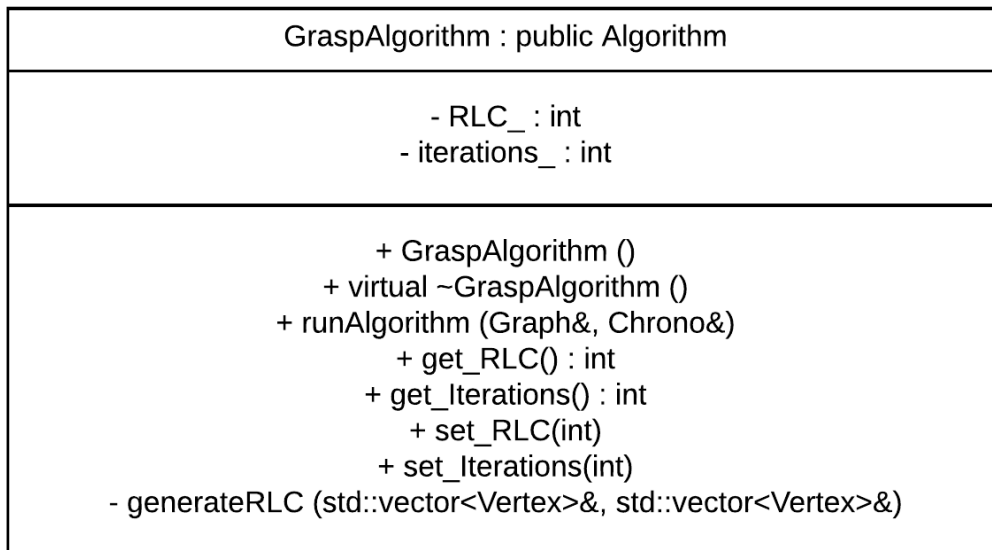 GraspAlgorithm : public Algorithm
- RLC_ : int
- iterations_ : int
+ GraspAlgorithm ()
+ virtual ~GraspAlgorithm ()
+ runAlgorithm (Graph&, Chrono&)
+ get_RLC() : int
+ get_Iterations() : int
+ set_RLC(int)
+ set_Iterations(int)
- generateRLC (std::vector<Vertex>&, std::vector<Vertex>&)